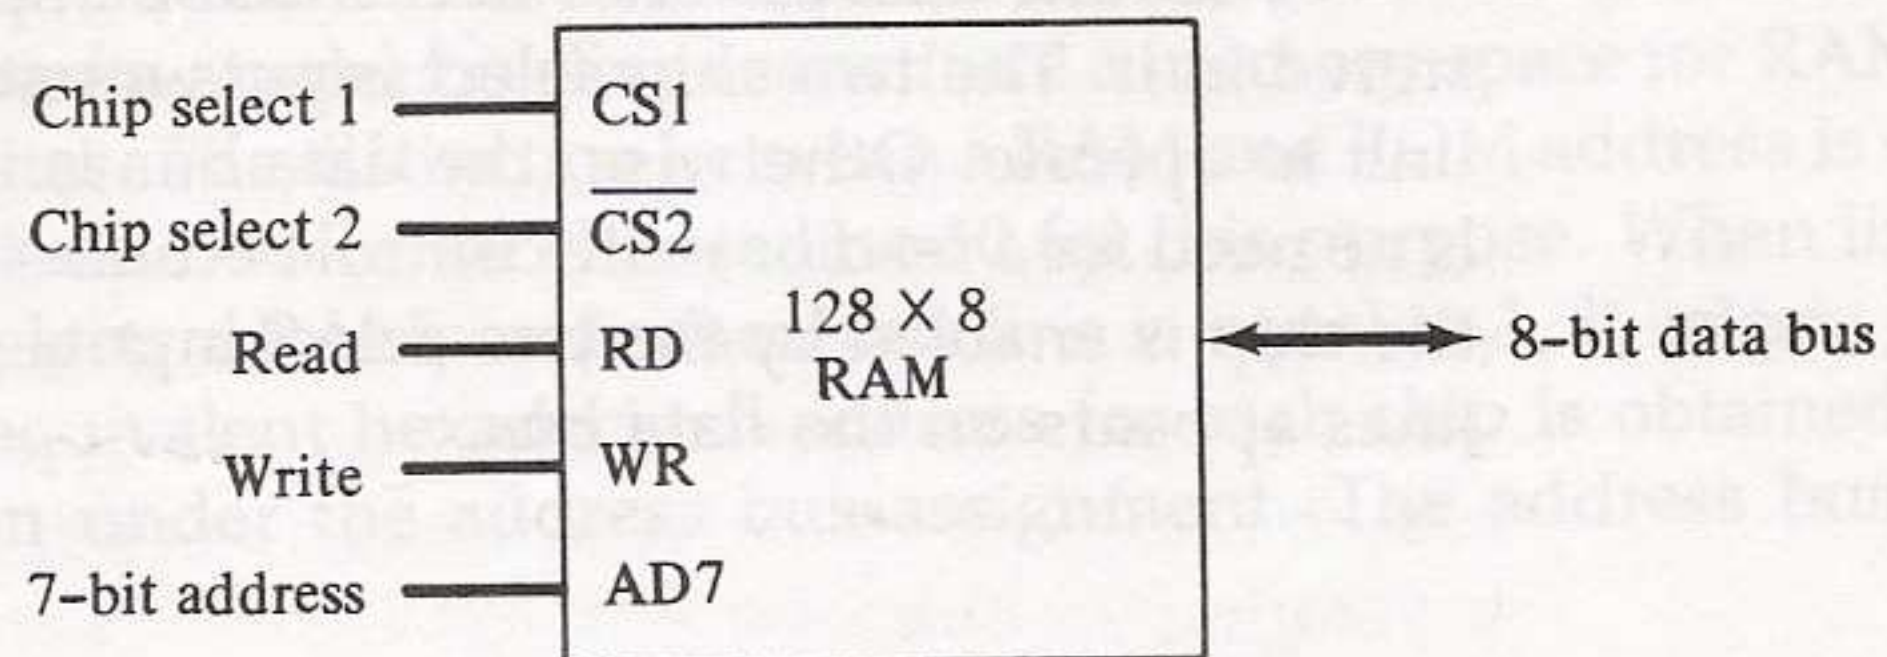 Chip select 1 CS1
Chip select 2 C̅S̅2̅
128 × 8
Read RD RAM 8-bit data bus
Write WR
7-bit address AD7